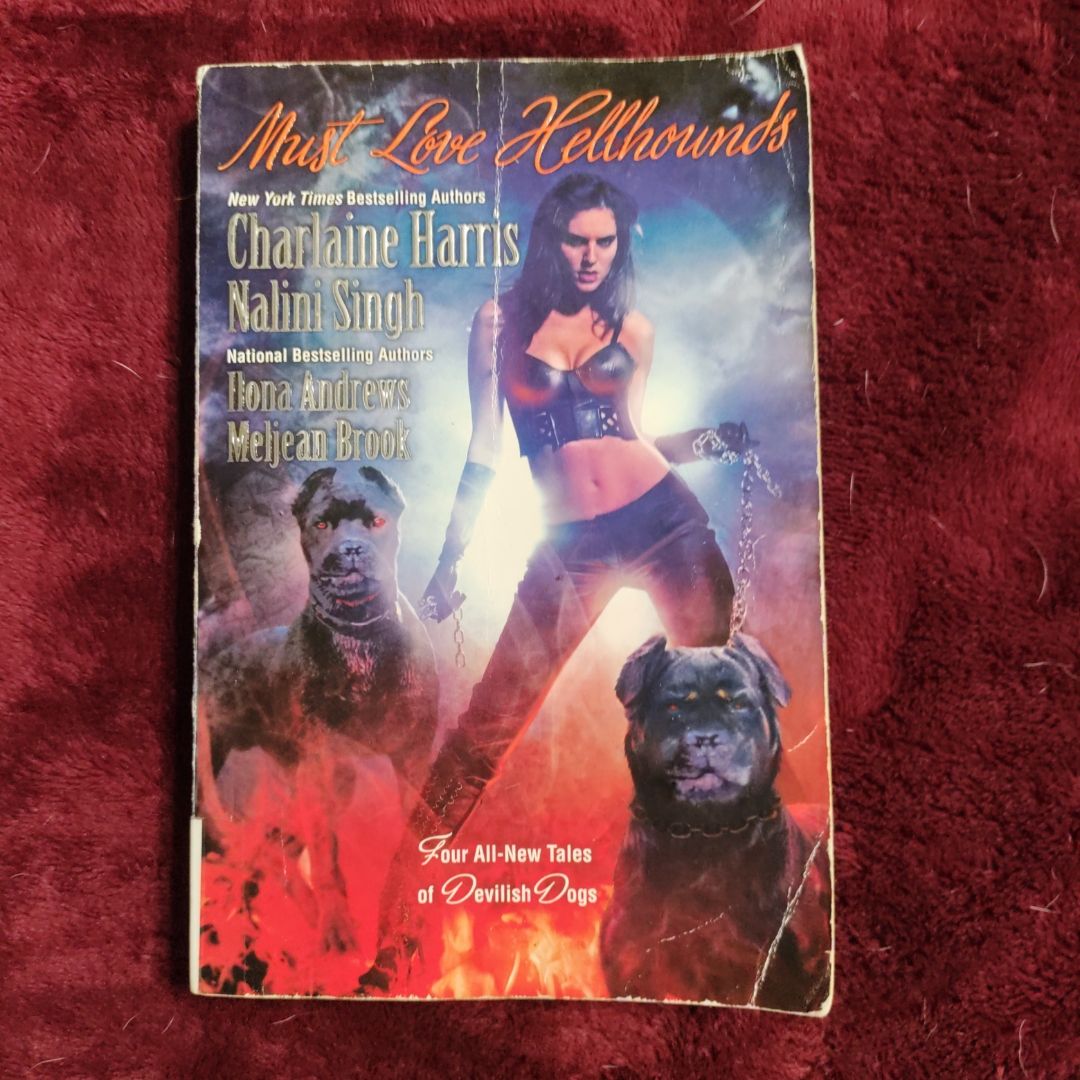 Must Love Hellhounds
New York Times Bestselling Authors
Charlaine Harris
Nalini Singh
National Bestselling Authors
Ilona Andrews
Meljean Brook
Four All-New Tales
of Devilish Dogs